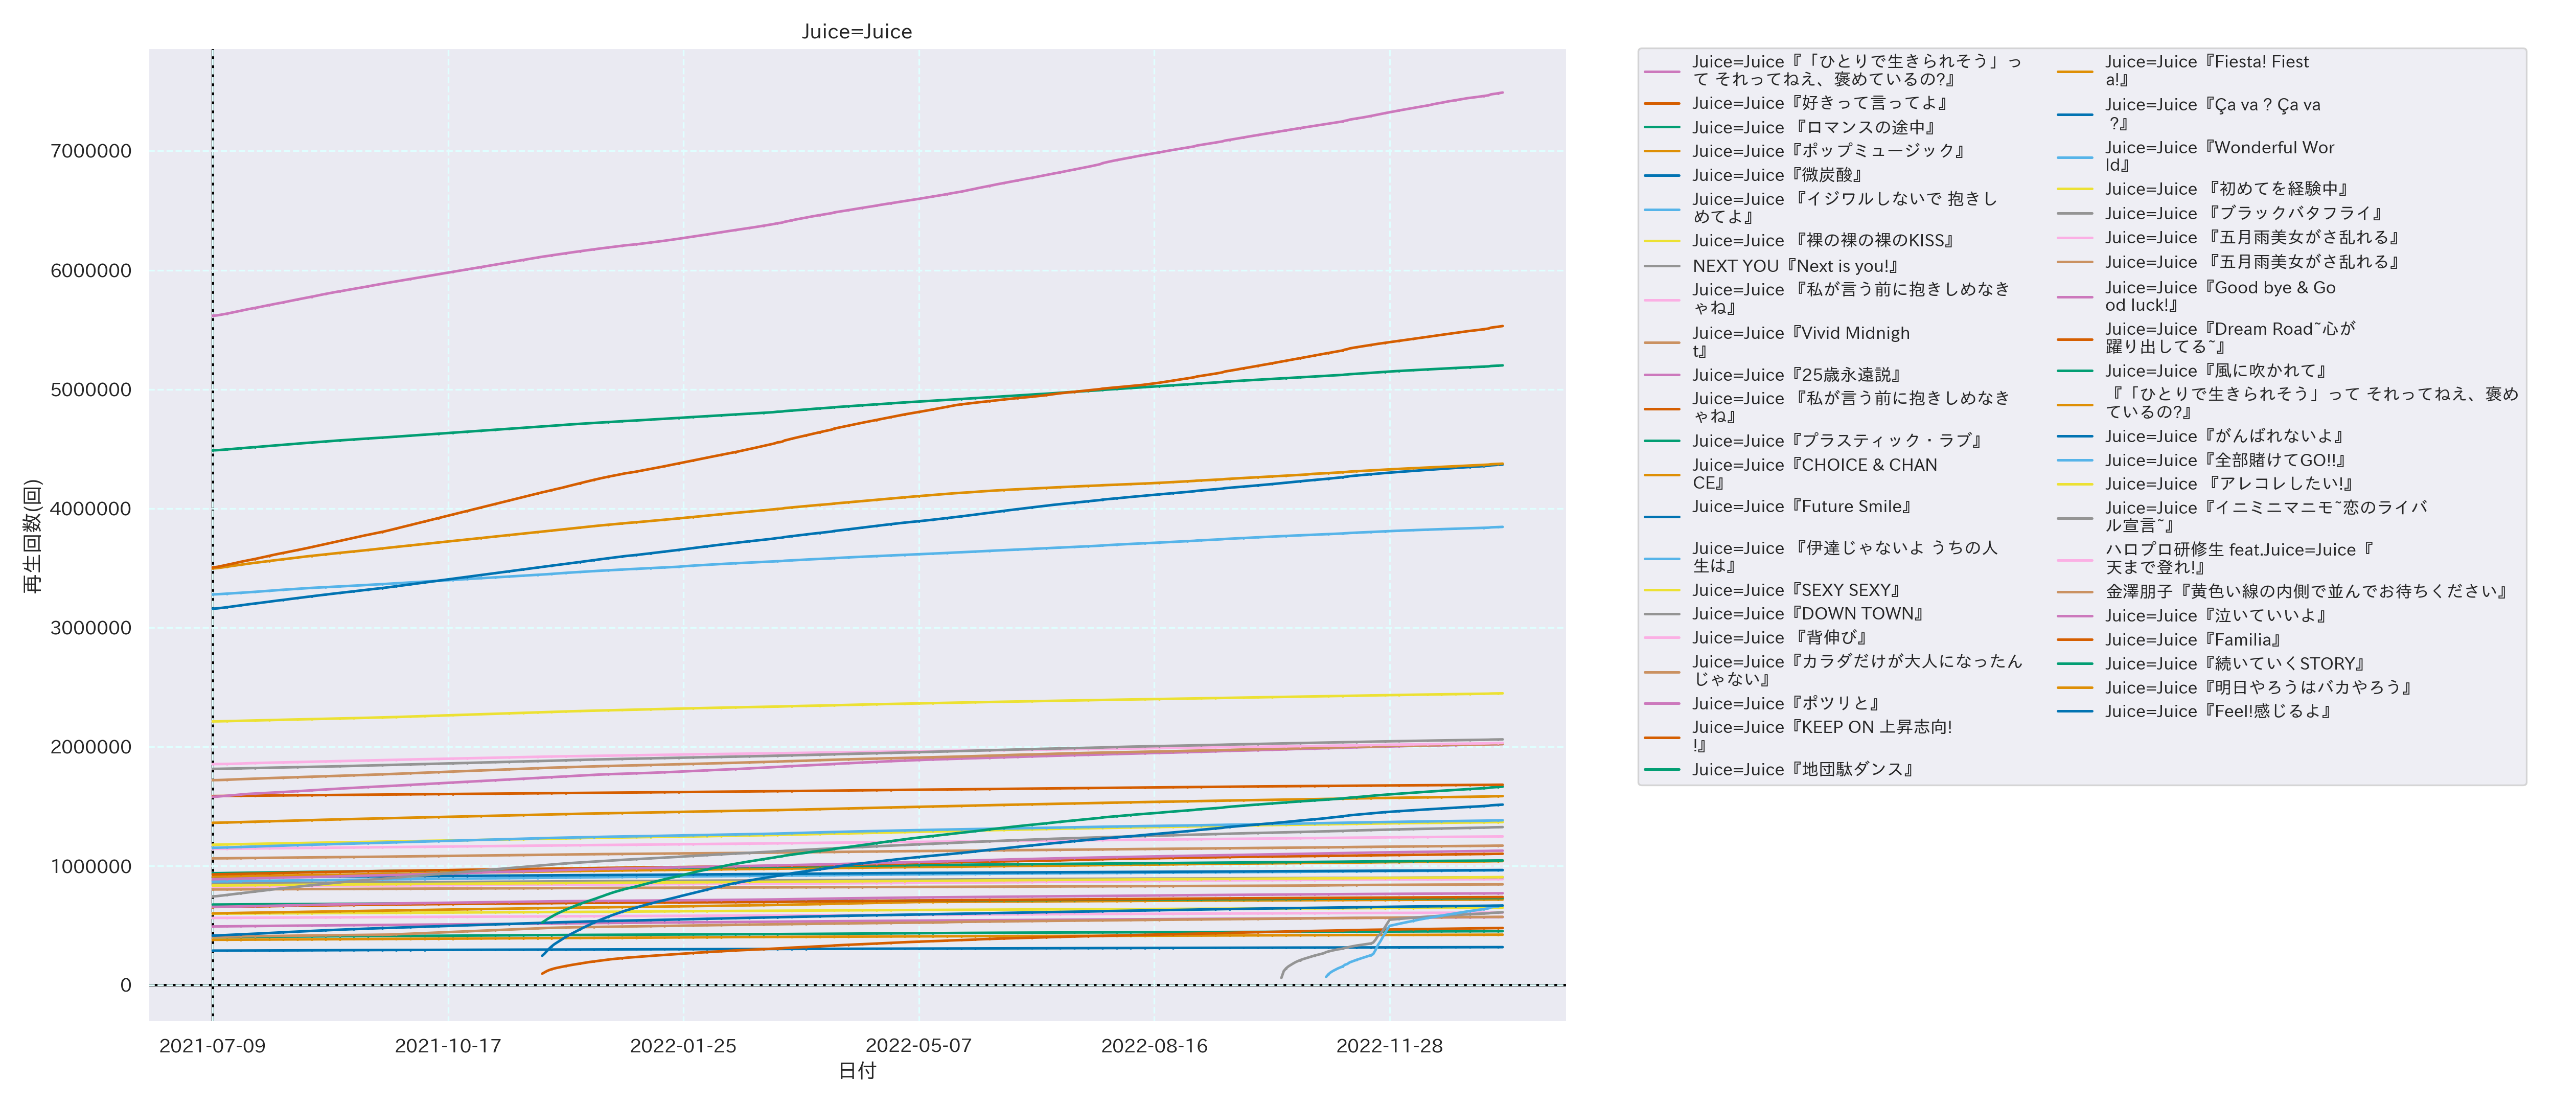 Juice=Juice
再生回数(回)
7000000
6000000
5000000
4000000
3000000
2000000
1000000
0
2021-07-09
2021-10-17
2022-01-25
2022-05-07
2022-08-16
2022-11-28
日付
Juice=Juice『「ひとりで生きられそう」っ
て それってねえ、褒めているの?』
Juice=Juice『好きって言ってよ』
Juice=Juice 『ロマンスの途中』
Juice=Juice『ポップミュージック』
Juice=Juice『微炭酸』
Juice=Juice 『イジワルしないで 抱きし
めてよ』
Juice=Juice 『裸の裸の裸のKISS』
NEXT YOU『Next is you!』
Juice=Juice 『私が言う前に抱きしめなき
ゃね』
Juice=Juice『Vivid Midnigh
t』
Juice=Juice『25歳永遠説』
Juice=Juice 『私が言う前に抱きしめなき
ゃね』
Juice=Juice『プラスティック・ラブ』
Juice=Juice『CHOICE & CHAN
CE』
Juice=Juice『Future Smile』
Juice=Juice 『伊達じゃないよ うちの人
生は』
Juice=Juice『SEXY SEXY』
Juice=Juice『DOWN TOWN』
Juice=Juice 『背伸び』
Juice=Juice『カラダだけが大人になったん
じゃない』
Juice=Juice『ポツリと』
Juice=Juice『KEEP ON 上昇志向!
!』
Juice=Juice『地団駄ダンス』
Juice=Juice『Fiesta! Fiest
a!』
Juice=Juice『Ça va ? Ça va
?』
Juice=Juice『Wonderful Wor
ld』
Juice=Juice 『初めてを経験中』
Juice=Juice 『ブラックバタフライ』
Juice=Juice 『五月雨美女がさ乱れる』
Juice=Juice 『五月雨美女がさ乱れる』
Juice=Juice『Good bye & Go
od luck!』
Juice=Juice『Dream Road~心が
躍り出してる~』
Juice=Juice『風に吹かれて』
『「ひとりで生きられそう」って それってねえ、褒め
ているの?』
Juice=Juice『がんばれないよ』
Juice=Juice『全部賭けてGO!!』
Juice=Juice 『アレコレしたい!』
Juice=Juice『イニミニマニモ~恋のライバ
ル宣言~』
ハロプロ研修生 feat.Juice=Juice『
天まで登れ!』
金澤朋子『黄色い線の内側で並んでお待ちください』
Juice=Juice『泣いていいよ』
Juice=Juice『Familia』
Juice=Juice『続いていくSTORY』
Juice=Juice『明日やろうはバカやろう』
Juice=Juice『Feel!感じるよ』